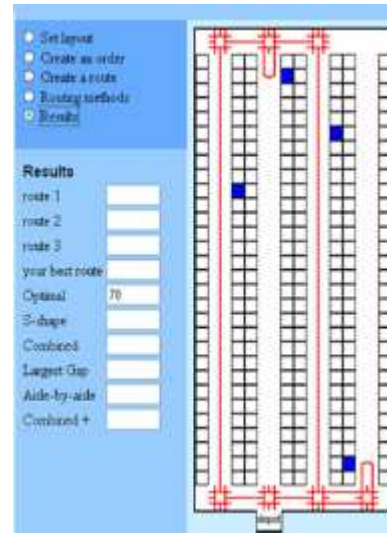 Set layout
Create an order
Create a route
Routing methods
Results
Results
route 1
route 2
route 3
your best route
Optimal 70
S-shape
Combined
Largest Gap
Aisle-by-aisle
Combined +
depot